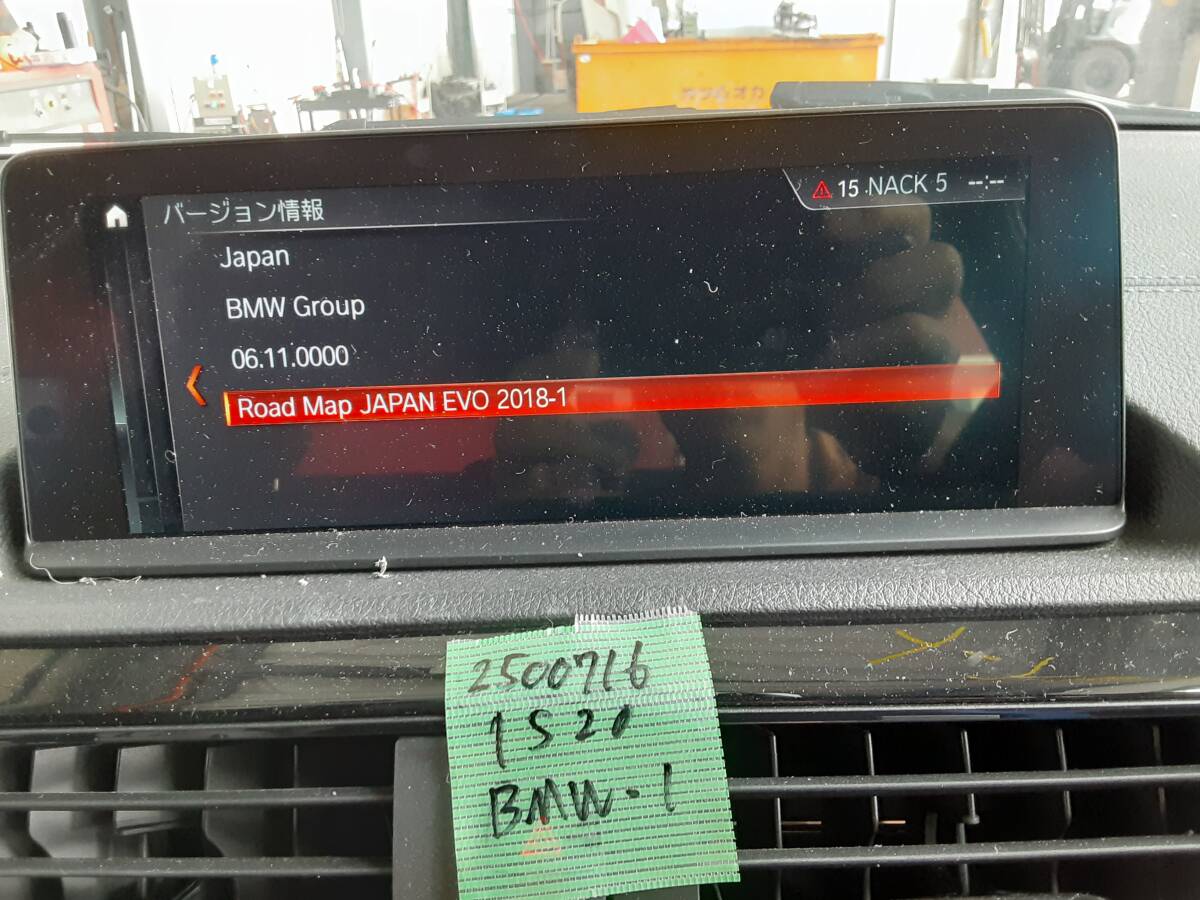 バージョン情報
15 NACK 5 --:--
Japan
BMW Group
06.11.0000
Road Map JAPAN EVO 2018-1
2500716
1S20
BMW-1